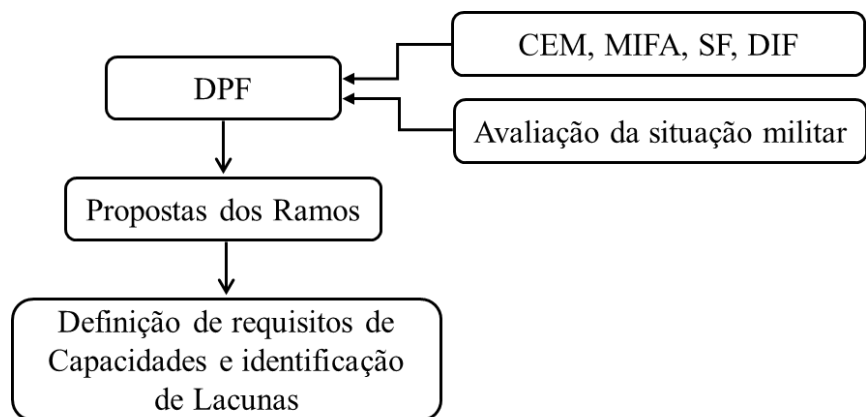 CEM, MIFA, SF, DIF
DPF
Avaliação da situação militar
Propostas dos Ramos
Definição de requisitos de
Capacidades e identificação
de Lacunas